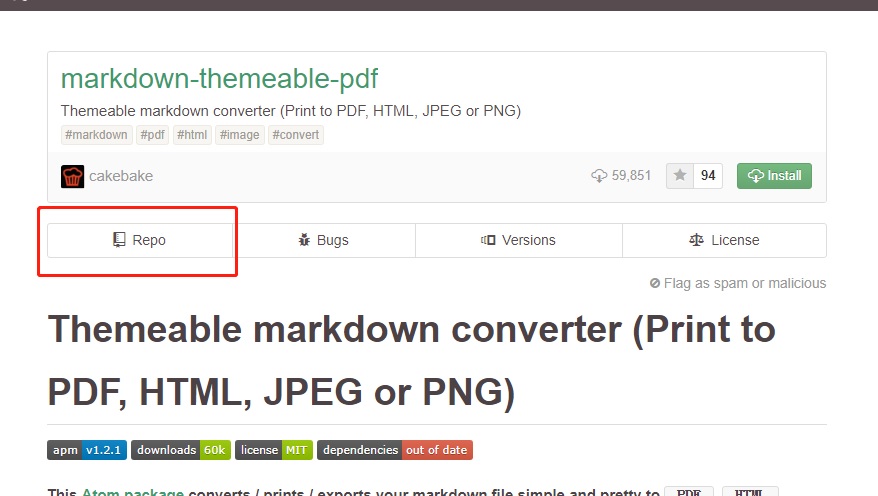 markdown-themeable-pdf
Themeable markdown converter (Print to PDF, HTML, JPEG or PNG)
#markdown #pdf #html #image #convert
cakebake 59,851 94 Install
Repo Bugs Versions License
Flag as spam or malicious
Themeable markdown converter (Print to
PDF, HTML, JPEG or PNG)
apm v1.2.1 downloads 60k license MIT dependencies out of date
This Atom package converts / prints / exports your markdown file simple and pretty to PDF HTML